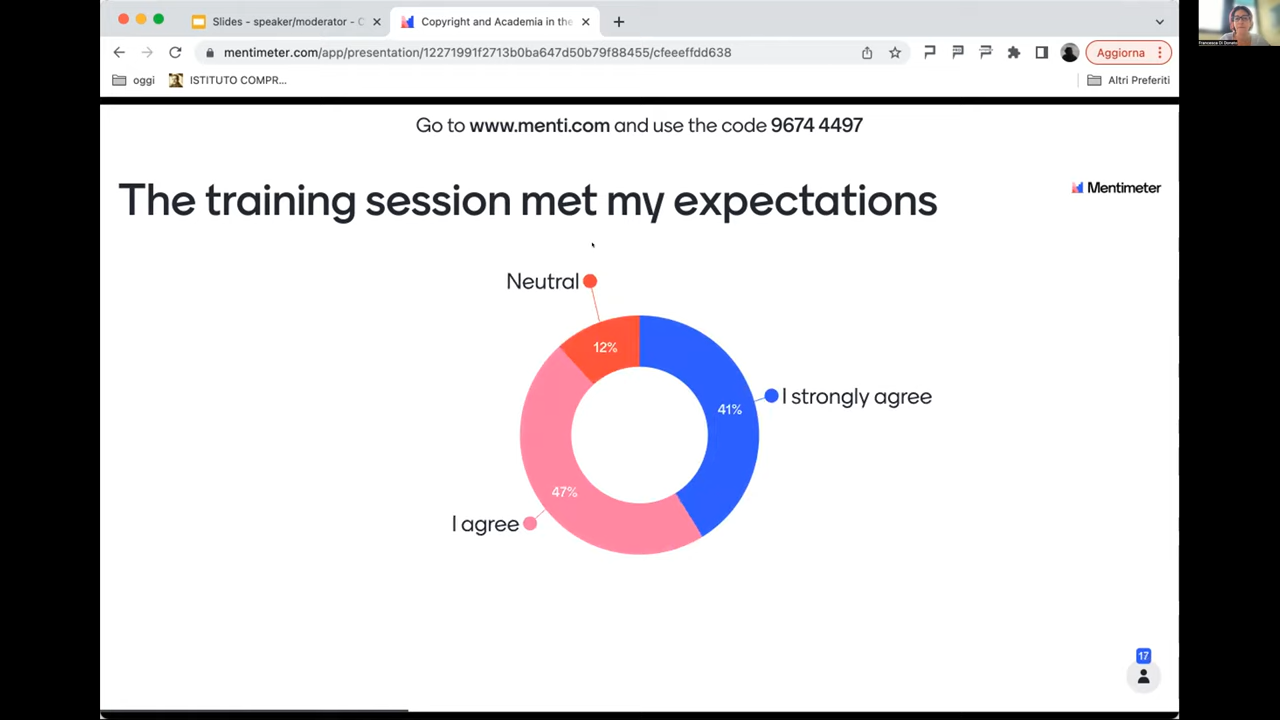 Slides - speaker/moderator - C
Copyright and Academia in the
mentimeter.com/app/presentation/12271991f2713bbba647d50b79f88455/cfeeeffdd638
Aggiorna
oggi
ISTITUTO COMPR...
Altri Preferiti
Go to www.menti.com and use the code 9674 4497
The training session met my expectations
Mentimeter
Neutral
12%
I strongly agree
41%
47%
I agree
17